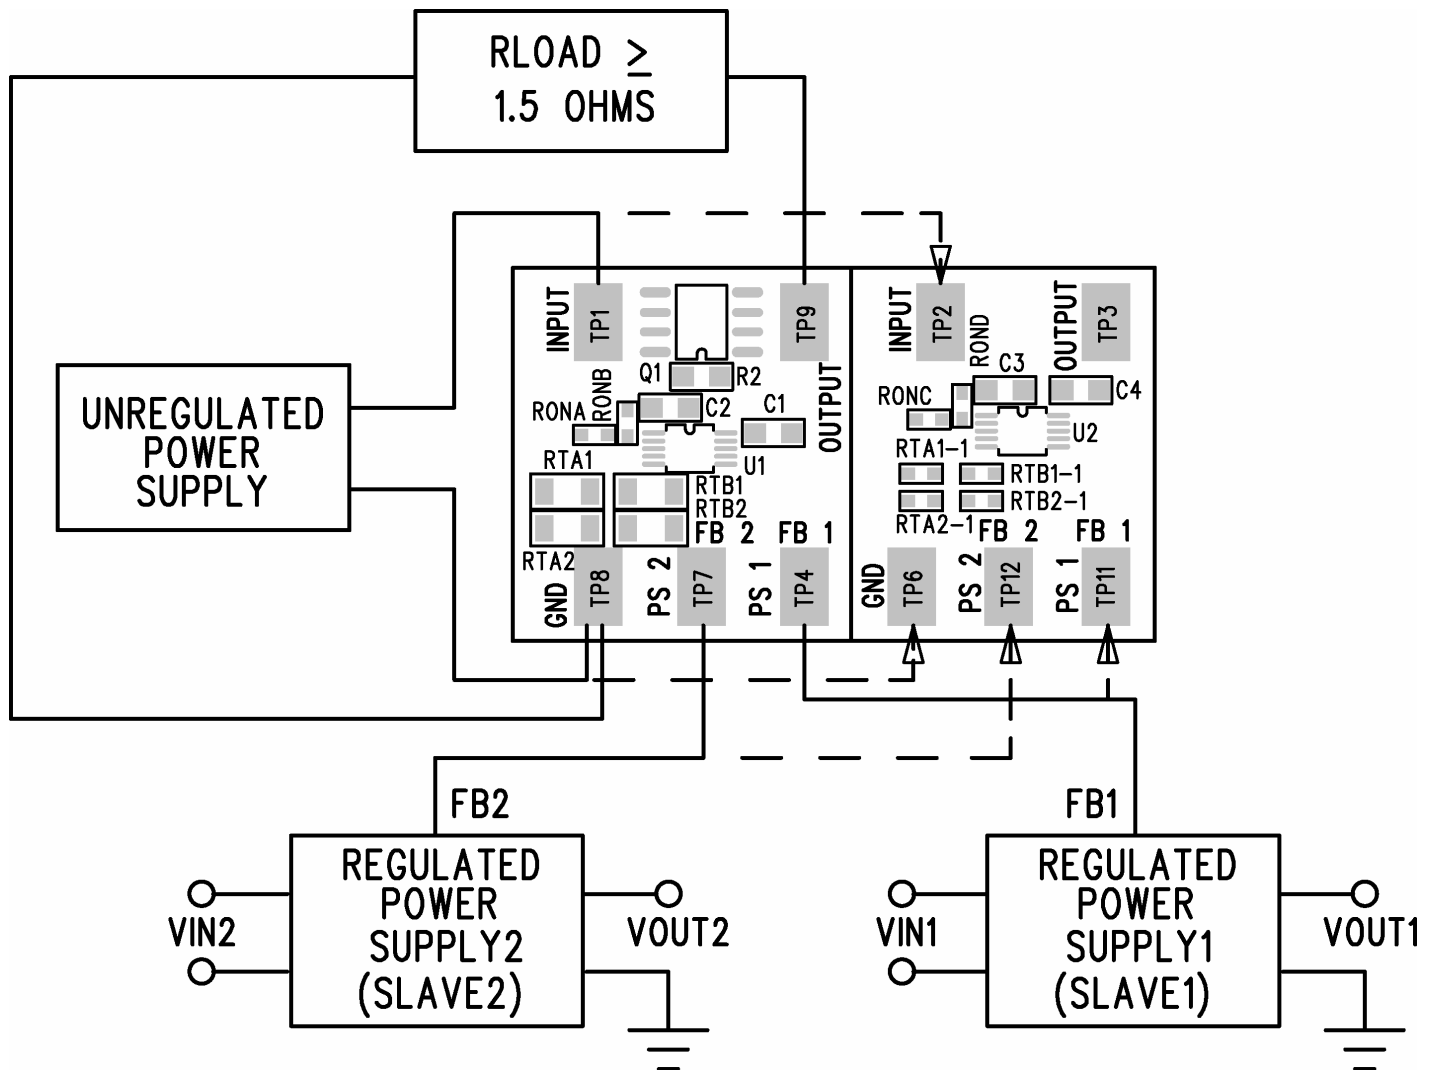 RLOAD ≥
1.5 OHMS
UNREGULATED
POWER
SUPPLY
INPUT
TP1
Q1
R2
TP9
OUTPUT
RONA
RONB
C2
C1
U1
RTA1
RTB1
RTB2
RTA2
FB 2
FB 1
GND
TP8
PS 2
TP7
PS 1
TP4
INPUT
TP2
ROND
C3
OUTPUT
TP3
RONC
C4
U2
RTA1-1
RTB1-1
RTB2-1
RTA2-1
FB 2
FB 1
GND
TP6
PS 2
TP12
PS 1
TP11
FB2
REGULATED
POWER
SUPPLY2
(SLAVE2)
VIN2
VOUT2
FB1
REGULATED
POWER
SUPPLY1
(SLAVE1)
VIN1
VOUT1